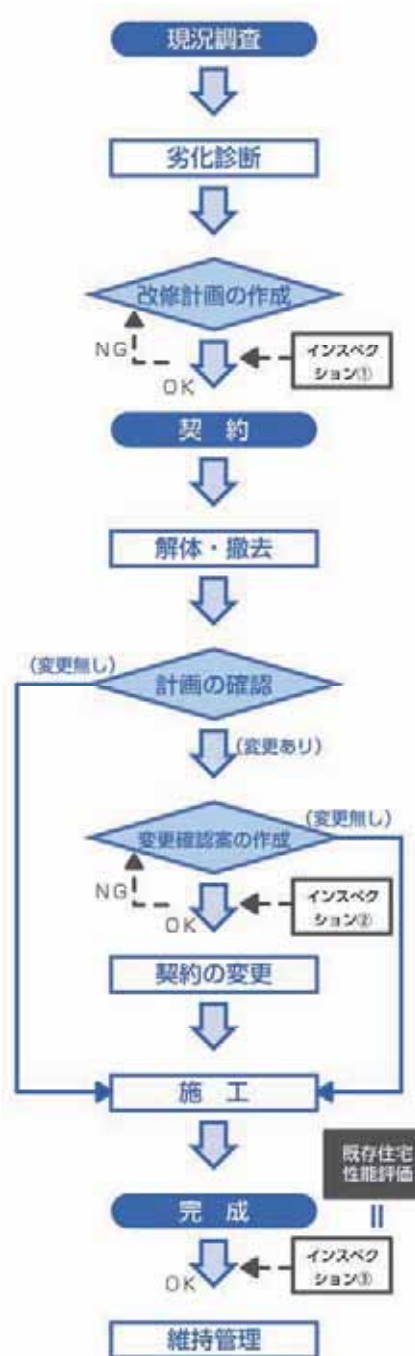 現況調査
劣化診断
改修計画の作成
NG
OK
インスペク
ション①
契 約
解体・撤去
(変更無し)
計画の確認
(変更あり)
(変更無し)
変更確認案の作成
NG
OK
インスペク
ション②
契約の変更
施 工
既存住宅
性能評価
完 成
OK
インスペク
ション③
維持管理